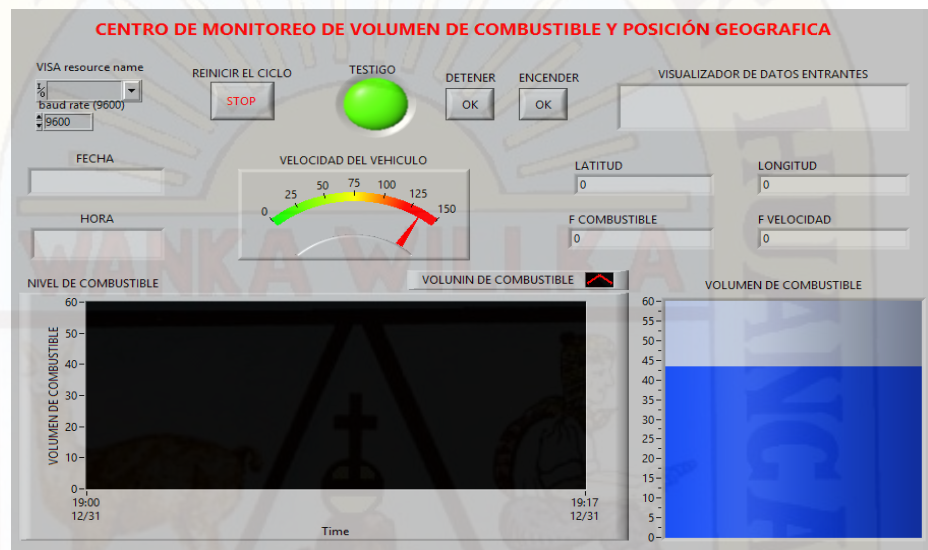 CENTRO DE MONITOREO DE VOLUMEN DE COMBUSTIBLE Y POSICIÓN GEOGRAFICA
VISA resource name
baud rate (9600)
9600
REINICIR EL CICLO
STOP
TESTIGO
DETENER
OK
ENCENDER
OK
VISUALIZADOR DE DATOS ENTRANTES
FECHA
HORA
VELOCIDAD DEL VEHICULO
0
25
50
75
100
125
150
LATITUD
0
LONGITUD
0
F COMBUSTIBLE
0
F VELOCIDAD
0
WANKA WILLKA
HUANCA
NIVEL DE COMBUSTIBLE
VOLUNIN DE COMBUSTIBLE
VOLUMEN DE COMBUSTIBLE
60
50
40
30
20
10
0
19:00
12/31
19:17
12/31
Time
VOLUMEN DE COMBUSTIBLE
60
55
50
45
40
35
30
25
20
15
10
5
0